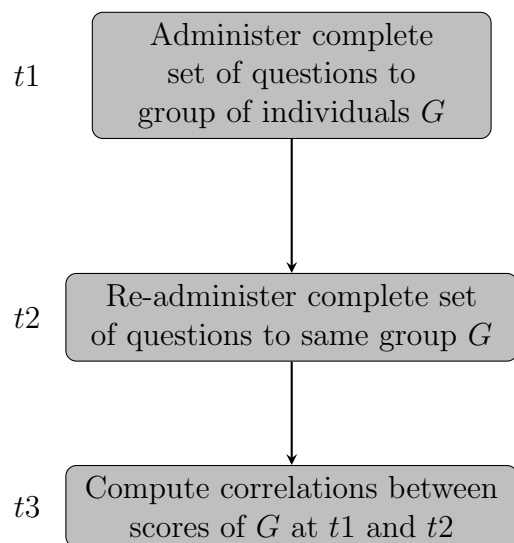 t1
Administer complete
set of questions to
group of individuals G
t2
Re-administer complete set
of questions to same group G
t3
Compute correlations between
scores of G at t1 and t2